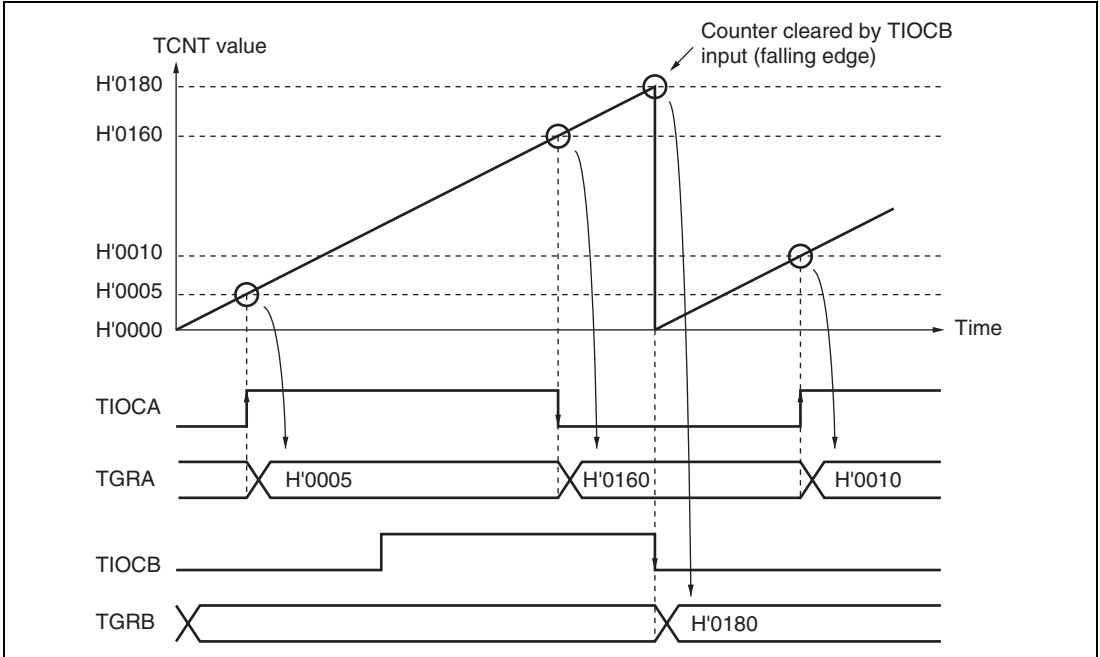 Counter cleared by TIOCB
input (falling edge)
TCNT value
H'0180
H'0160
H'0010
H'0005
H'0000
Time
TIOCA
TGRA
H'0005
H'0160
H'0010
TIOCB
TGRB
H'0180